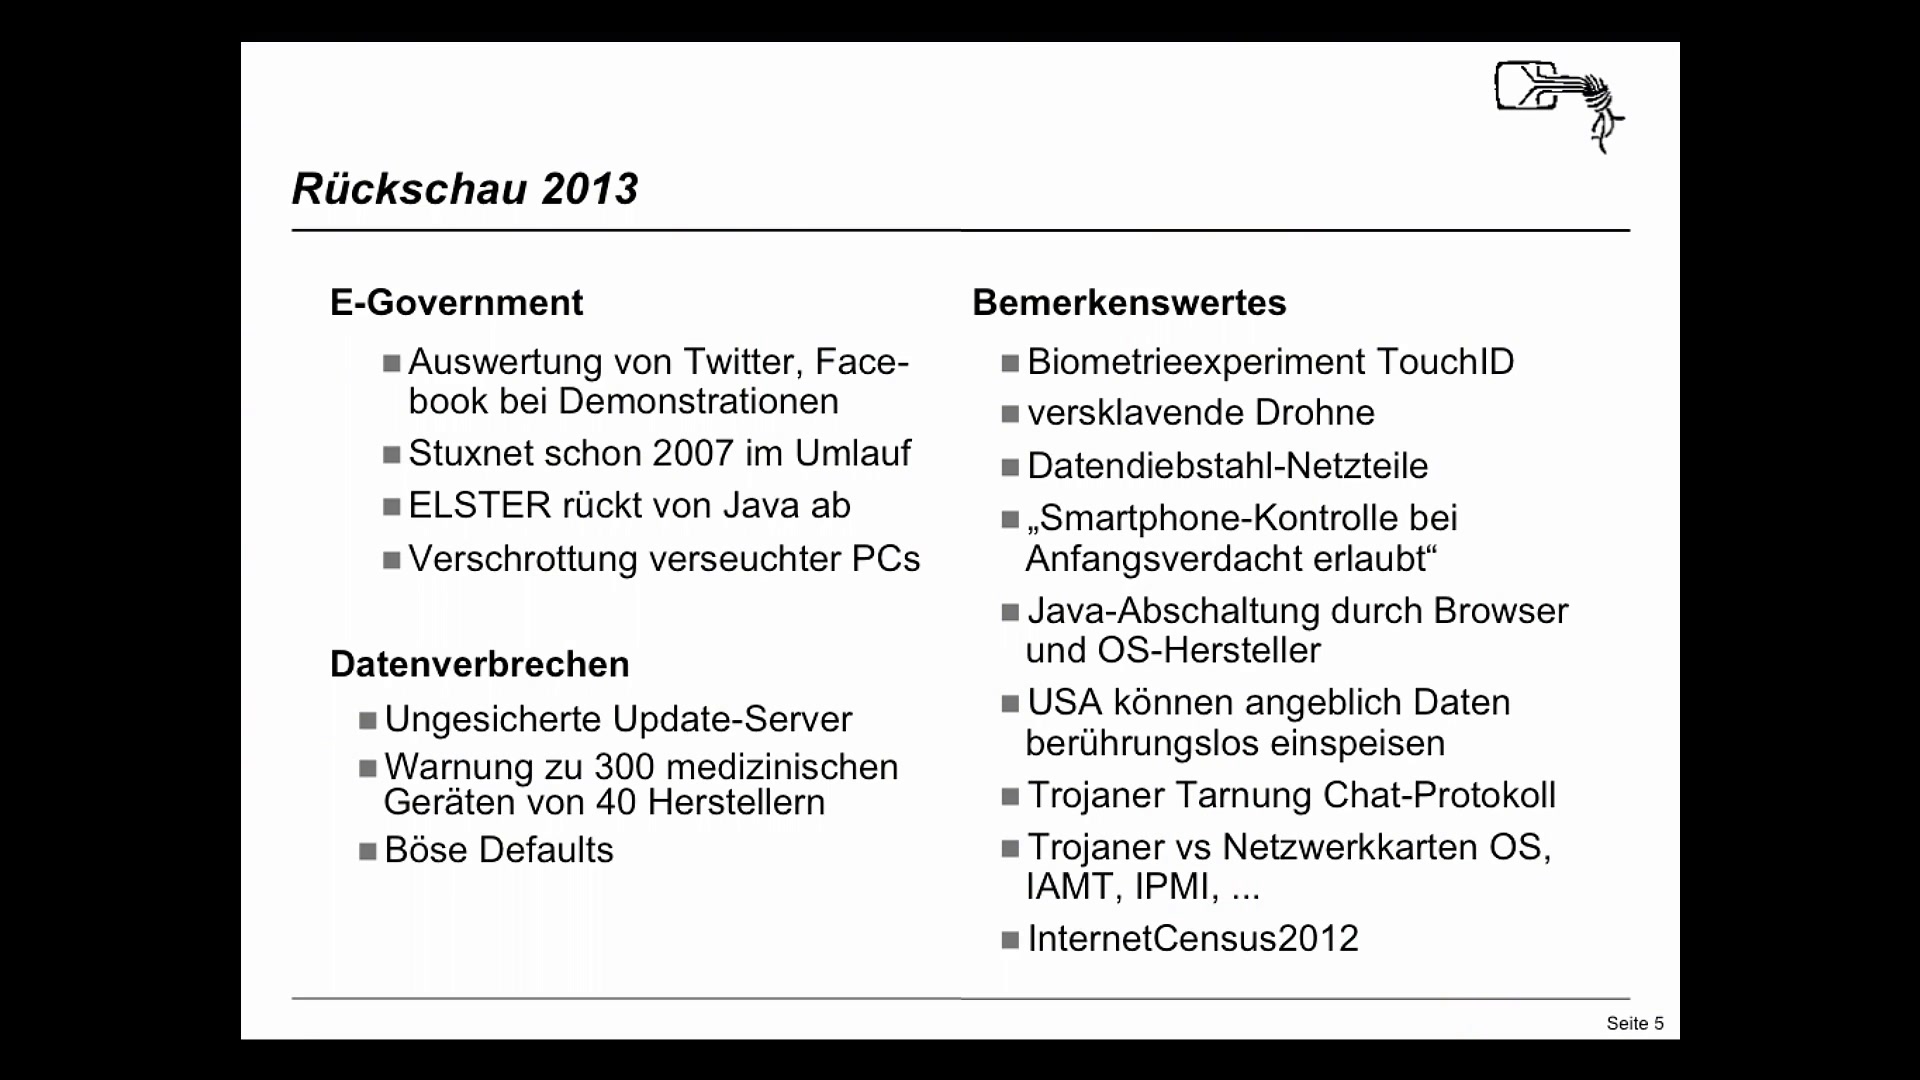 Rückschau 2013
E-Government
Auswertung von Twitter, Face-
book bei Demonstrationen
Stuxnet schon 2007 im Umlauf
ELSTER rückt von Java ab
Verschrottung verseuchter PCs
Datenverbrechen
Ungesicherte Update-Server
Warnung zu 300 medizinischen
Geräten von 40 Herstellern
Böse Defaults
Bemerkenswertes
Biometrieexperiment TouchID
versklavende Drohne
Datendiebstahl-Netzteile
„Smartphone-Kontrolle bei
Anfangsverdacht erlaubt“
Java-Abschaltung durch Browser
und OS-Hersteller
USA können angeblich Daten
berührungslos einspeisen
Trojaner Tarnung Chat-Protokoll
Trojaner vs Netzwerkkarten OS,
IAMT, IPMI, ...
InternetCensus2012
Seite 5